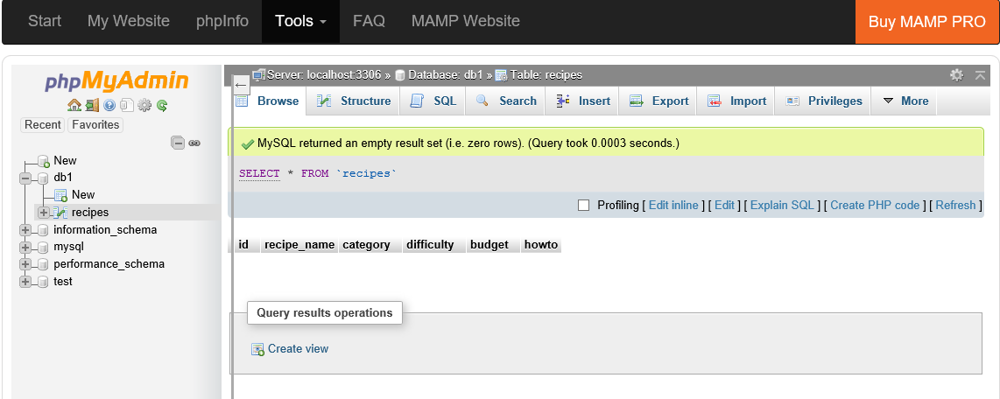 Start My Website phpInfo Tools FAQ MAMP Website Buy MAMP PRO
phpMyAdmin
Recent Favorites
New
db1
New
recipes
information_schema
mysql
performance_schema
test
Server: localhost:3306 » Database: db1 » Table: recipes
Browse Structure SQL Search Insert Export Import Privileges More
MySQL returned an empty result set (i.e. zero rows). (Query took 0.0003 seconds.)
SELECT * FROM `recipes`
Profiling [ Edit inline ] [ Edit ] [ Explain SQL ] [ Create PHP code ] [ Refresh ]
id recipe_name category difficulty budget howto
Query results operations
Create view